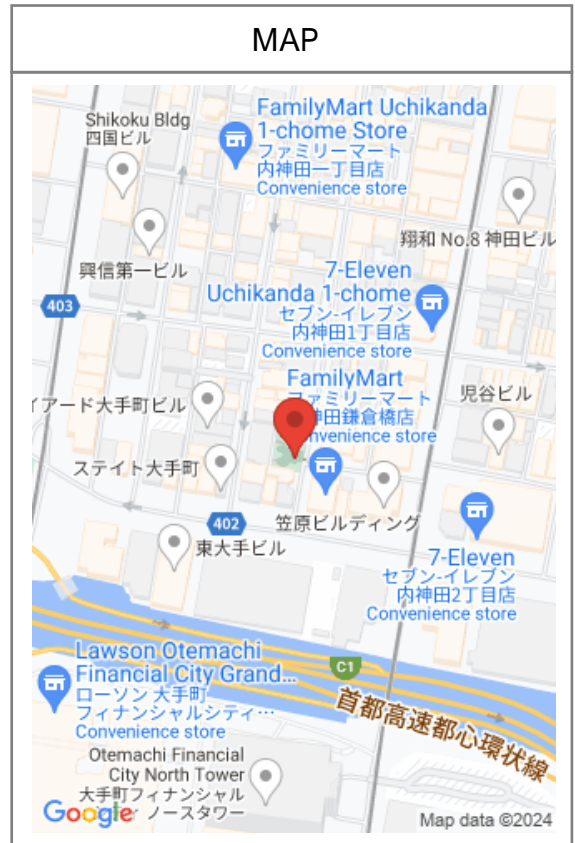 MAP
Shikoku Bldg
四国ビル
FamilyMart Uchikanda
1-chome Store
ファミリーマート
内神田一丁目店
Convenience store
翔和 No.8 神田ビル
興信第一ビル
7-Eleven
Uchikanda 1-chome
セブン-イレブン
内神田1丁目店
Convenience store
403
FamilyMart
ファミリーマート
神田鎌倉橋店
nvenience store
児谷ビル
イアード大手町ビル
ステイト大手町
笠原ビルディング
402
東大手ビル
7-Eleven
セブン-イレブン
内神田2丁目店
Convenience store
Lawson Otemachi
Financial City Grand...
ローソン 大手町
フィナンシャルシティ…
Convenience store
C1
首都高速都心環状線
Otemachi Financial
City North Tower
大手町フィナンシャル
ノースタワー
Google
Map data ©2024